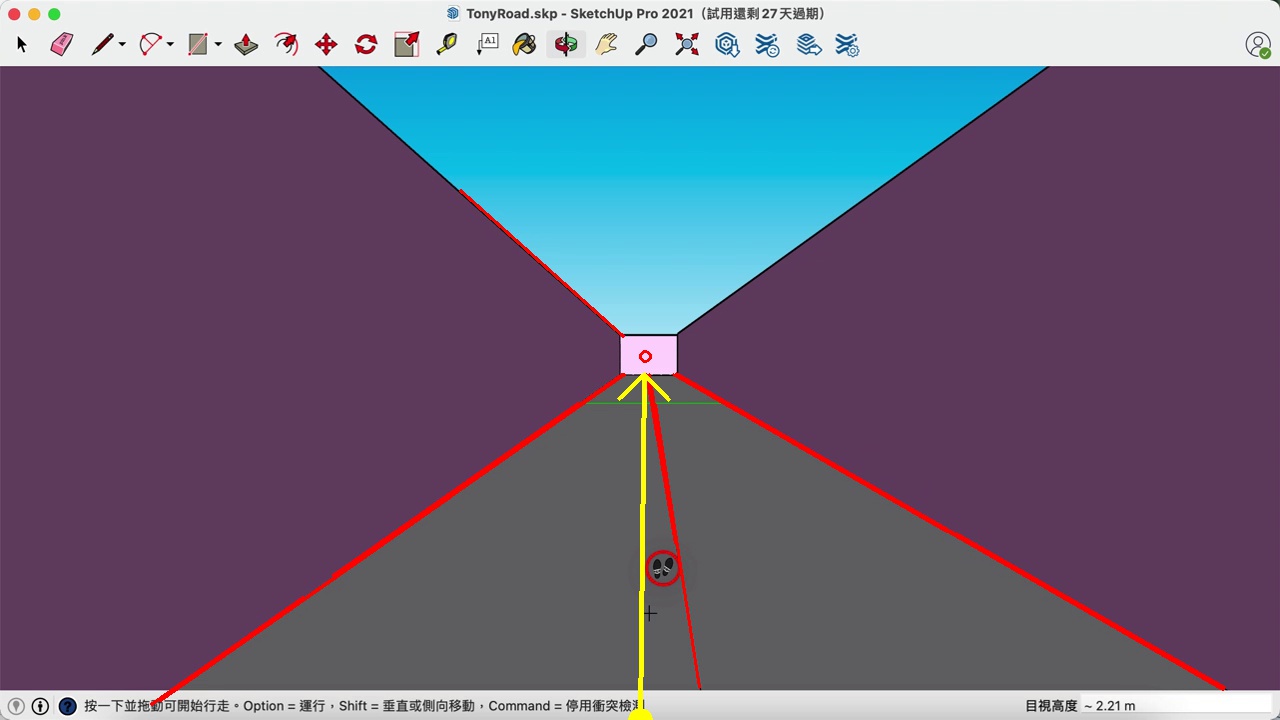 TonyRoad.skp - SketchUp Pro 2021（試用還剩 27 天過期）
A1
按一下並拖動可開始行走。Option = 運行，Shift = 垂直或側向移動，Command = 停用衝突檢測
目視高度 ~ 2.21 m